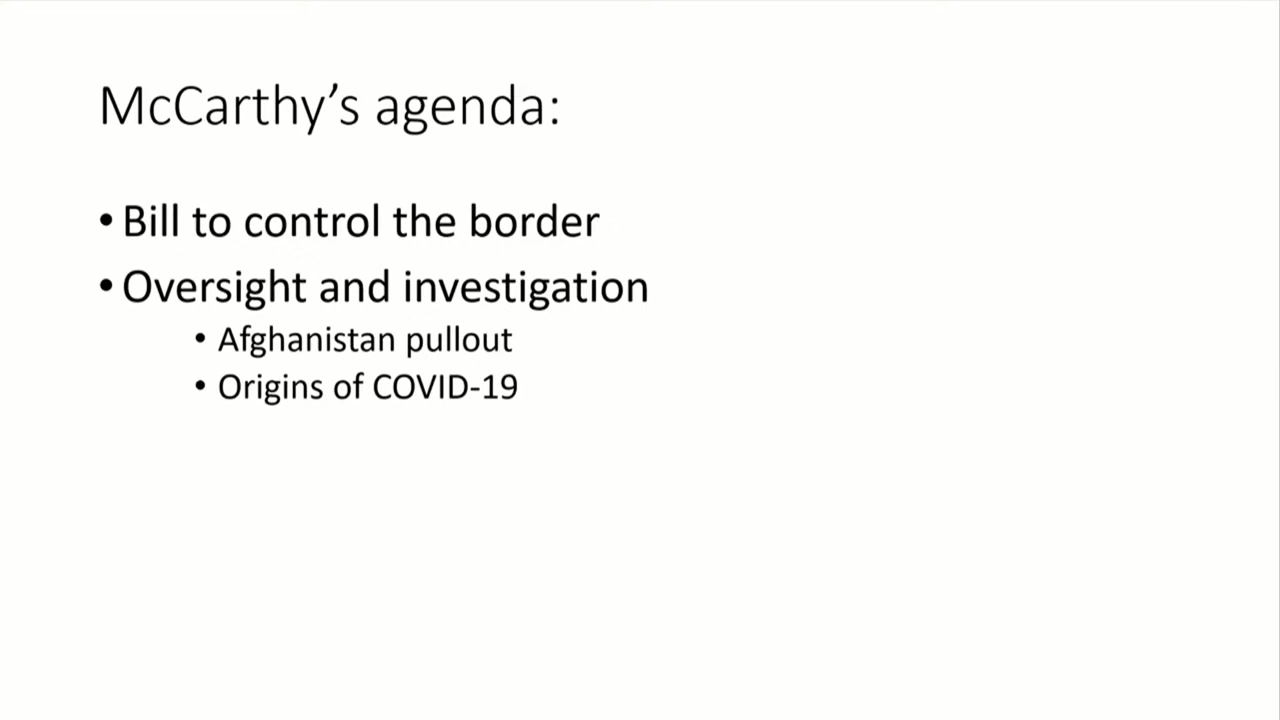 McCarthy’s agenda:
• Bill to control the border
• Oversight and investigation
• Afghanistan pullout
• Origins of COVID-19